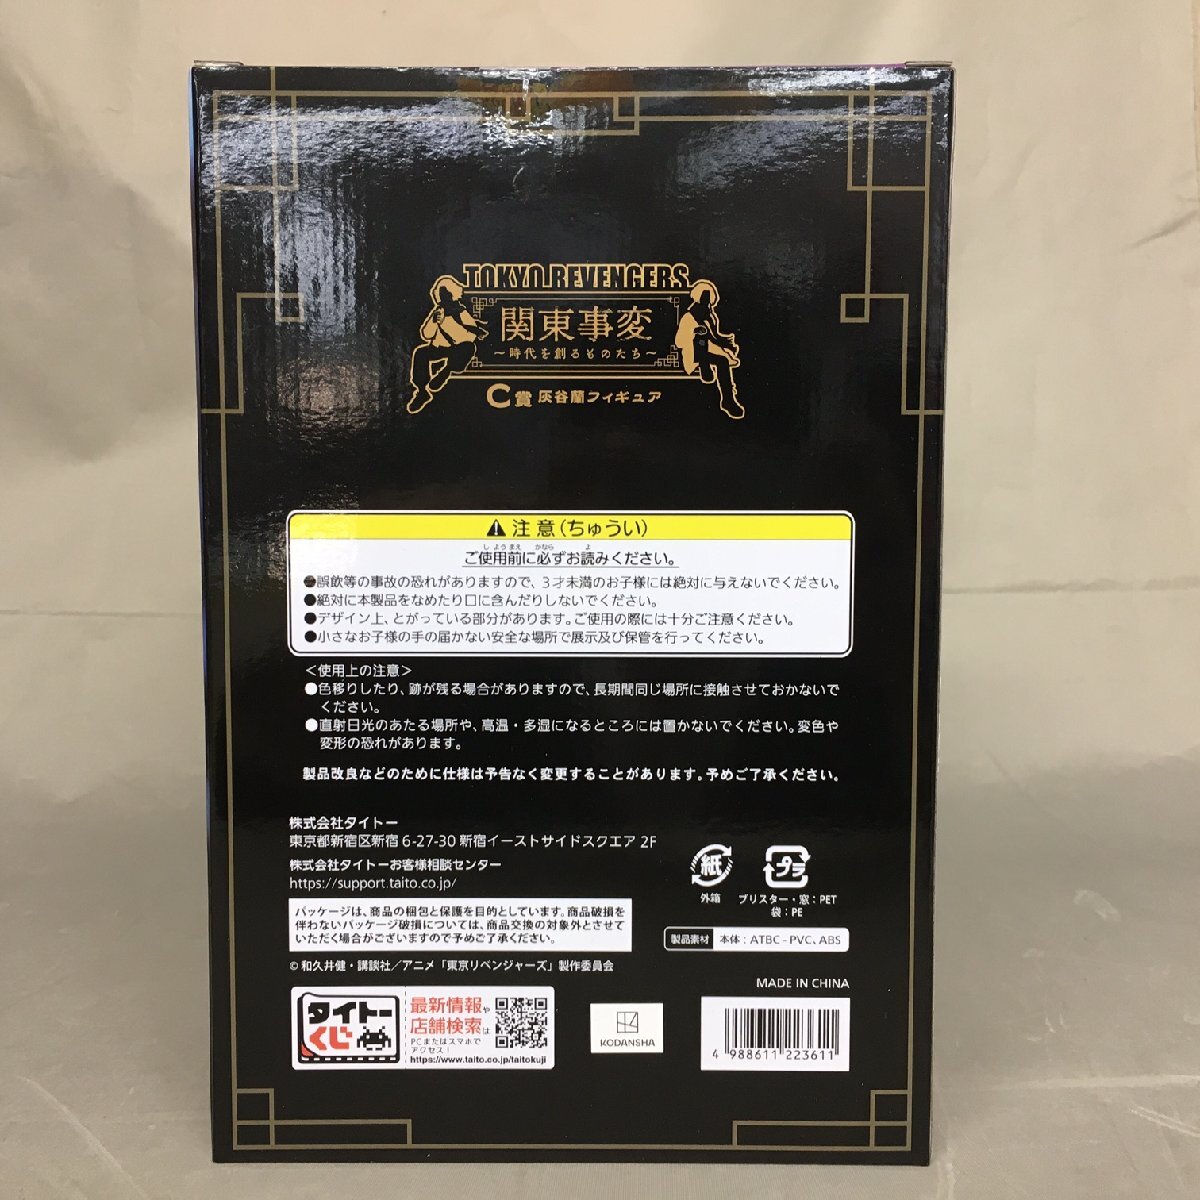 TOKYO REVENGERS
関東事変
～時代を創るものたち～
C賞 灰谷蘭フィギュア
注意(ちゅうい)
しようまえ かなら よ
ご使用前に必ずお読みください。
●誤飲等の事故の恐れがありますので、3才未満のお子様には絶対に与えないでください。
●絶対に本製品をなめたり口に含んだりしないでください。
●デザイン上、とがっている部分があります。ご使用の際には十分ご注意ください。
●小さなお子様の手の届かない安全な場所で展示及び保管を行ってください。
＜使用上の注意＞
●色移りしたり、跡が残る場合がありますので、長期間同じ場所に接触させておかないで
ください。
●直射日光のあたる場所や、高温・多湿になるところには置かないでください。変色や
変形の恐れがあります。
製品改良などのために仕様は予告なく変更することがあります。予めご了承ください。
株式会社タイトー
東京都新宿区新宿 6-27-30 新宿イーストサイドスクエア 2F
株式会社タイトーお客様相談センター
https://support.taito.co.jp/
紙
外箱
プラ
ブリスター・窓：PET
袋：PE
パッケージは、商品の梱包と保護を目的としています。商品破損を
伴わないパッケージ破損については、商品交換の対象外とさせて
いただく場合がございますので予めご了承ください。
製品素材 本体：ATBC-PVC、ABS
©和久井健・講談社／アニメ「東京リベンジャーズ」製作委員会
MADE IN CHINA
タイトー
くじ
最新情報や
店舗検索は
PCまたはスマホで
アクセス！
https://www.taito.co.jp/taitokuji
KODANSHA
4 988611 223611